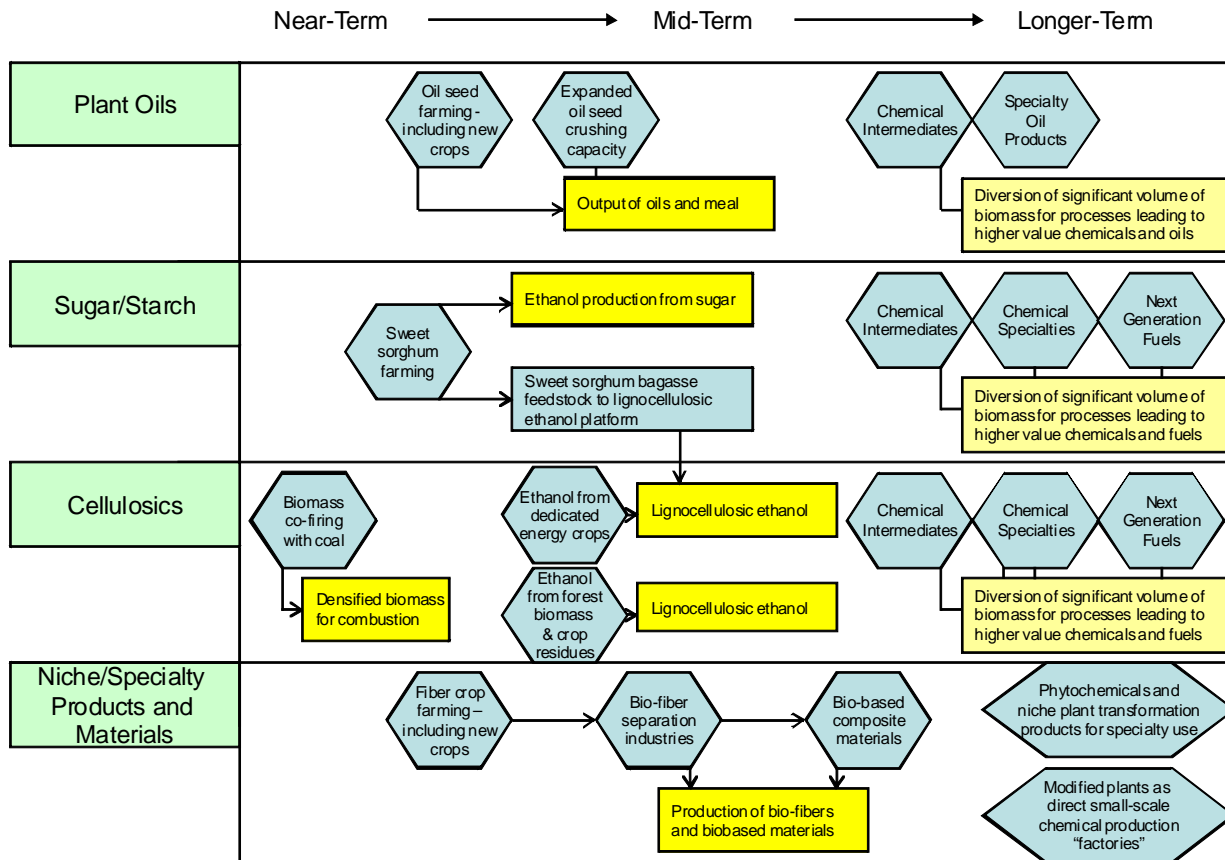 Near-Term
Mid-Term
Longer-Term
Plant Oils
Oil seed
farming -
including new
crops
Expanded
oil seed
crushing
capacity
Output of oils and meal
Chemical
Intermediates
Specialty
Oil
Products
Diversion of significant volume of
biomass for processes leading to
higher value chemicals and oils
Sugar/Starch
Sweet
sorghum
farming
Ethanol production from sugar
Sweet sorghum bagasse
feedstock to lignocellulosic
ethanol platform
Chemical
Intermediates
Chemical
Specialties
Next
Generation
Fuels
Diversion of significant volume of
biomass for processes leading to
higher value chemicals and fuels
Cellulosics
Biomass
co-firing
with coal
Densified biomass
for combustion
Ethanol from
dedicated
energy crops
Lignocellulosic ethanol
Ethanol
from forest
biomass
& crop
residues
Lignocellulosic ethanol
Chemical
Intermediates
Chemical
Specialties
Next
Generation
Fuels
Diversion of significant volume of
biomass for processes leading to
higher value chemicals and fuels
Niche/Specialty
Products and
Materials
Fiber crop
farming –
including new
crops
Bio-fiber
separation
industries
Bio-based
composite
materials
Production of bio-fibers
and biobased materials
Phytochemicals and
niche plant transformation
products for specialty use
Modified plants as
direct small-scale
chemical production
“factories”